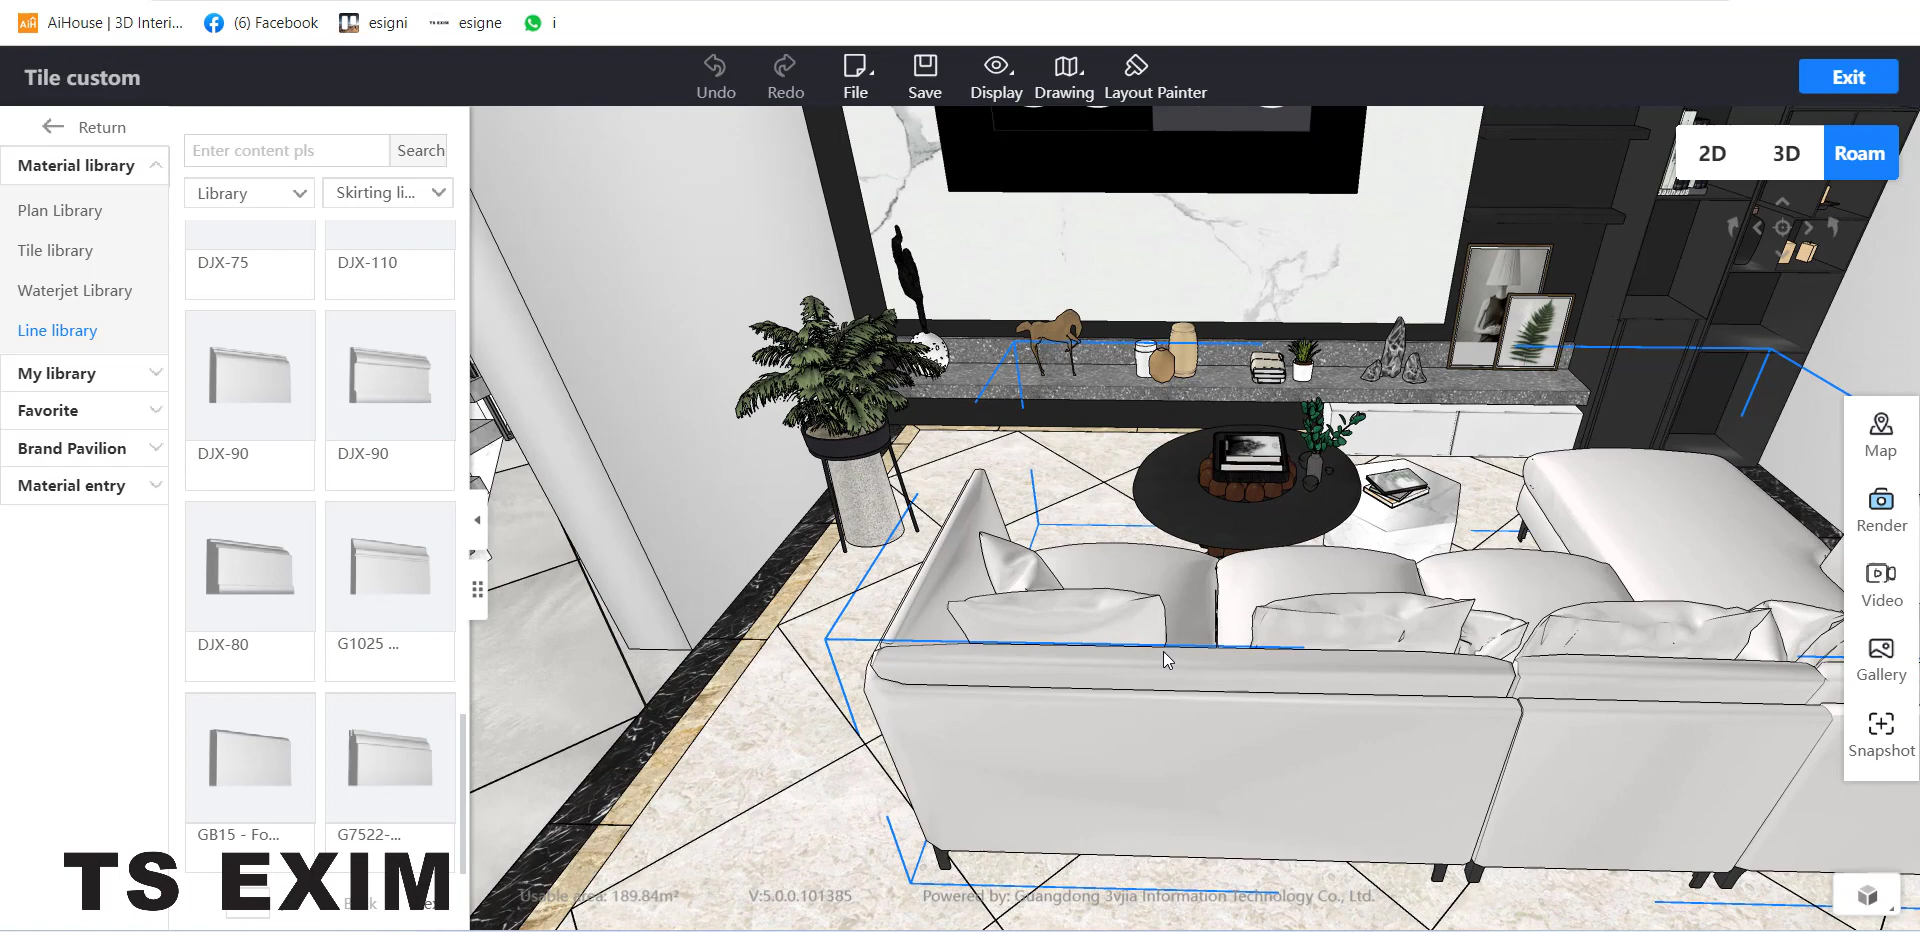 AiHouse | 3D Interi...
(6) Facebook
esigni
TS EXIM
esigne
i
Tile custom
Undo
Redo
File
Save
Display
Drawing
Layout Painter
Exit
Return
Material library
Plan Library
Tile library
Waterjet Library
Line library
My library
Favorite
Brand Pavilion
Material entry
Enter content pls
Search
Library
Skirting li...
DJX-75
DJX-110
DJX-90
DJX-90
DJX-80
G1025 ...
GB15 - Fo...
G7522-...
TS EXIM
2D
3D
Roam
Map
Render
Video
Gallery
Snapshot
Usable area: 189.84m²
V:5.0.0.101385
Powered by: Guangdong 3vjia Information Technology Co., Ltd.